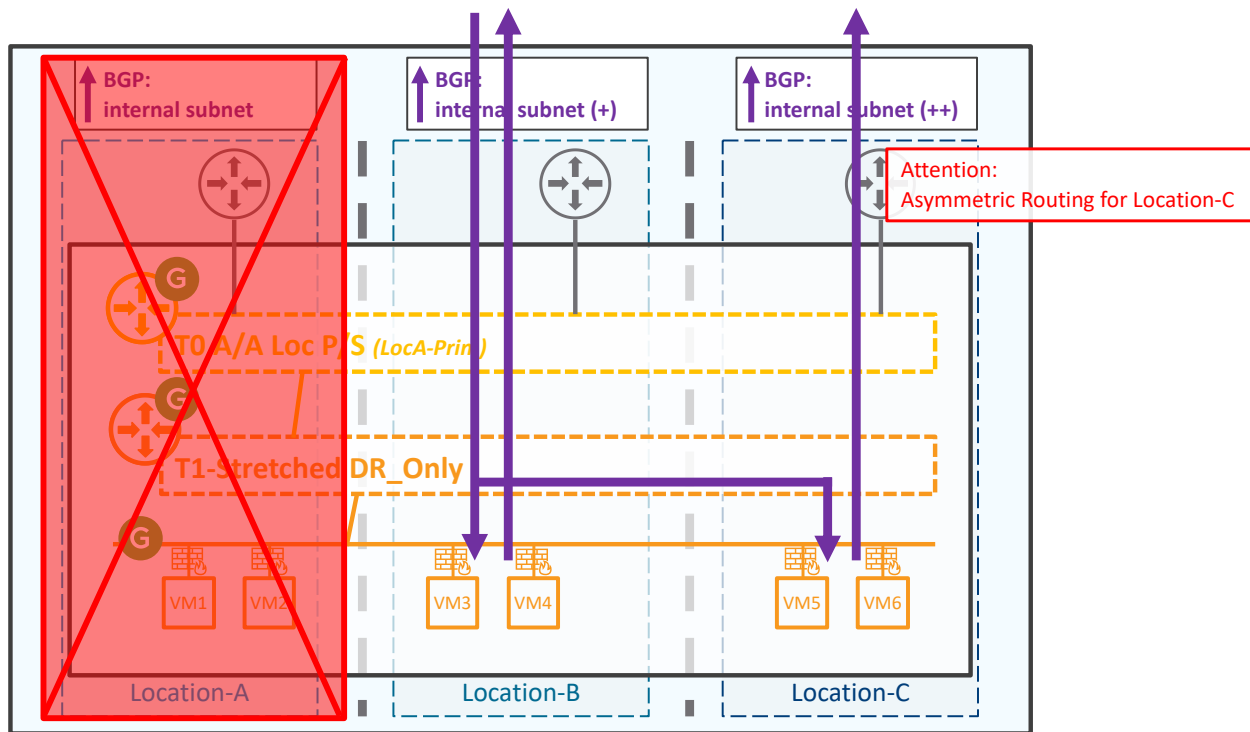 BGP:
internal subnet
BGP:
internal subnet (+)
BGP:
internal subnet (++)
Attention:
Asymmetric Routing for Location-C
G
T0 A/A Loc P/S (LocA-Prim)
G
T1-Stretched DR_Only
G
VM1
VM2
VM3
VM4
VM5
VM6
Location-A
Location-B
Location-C